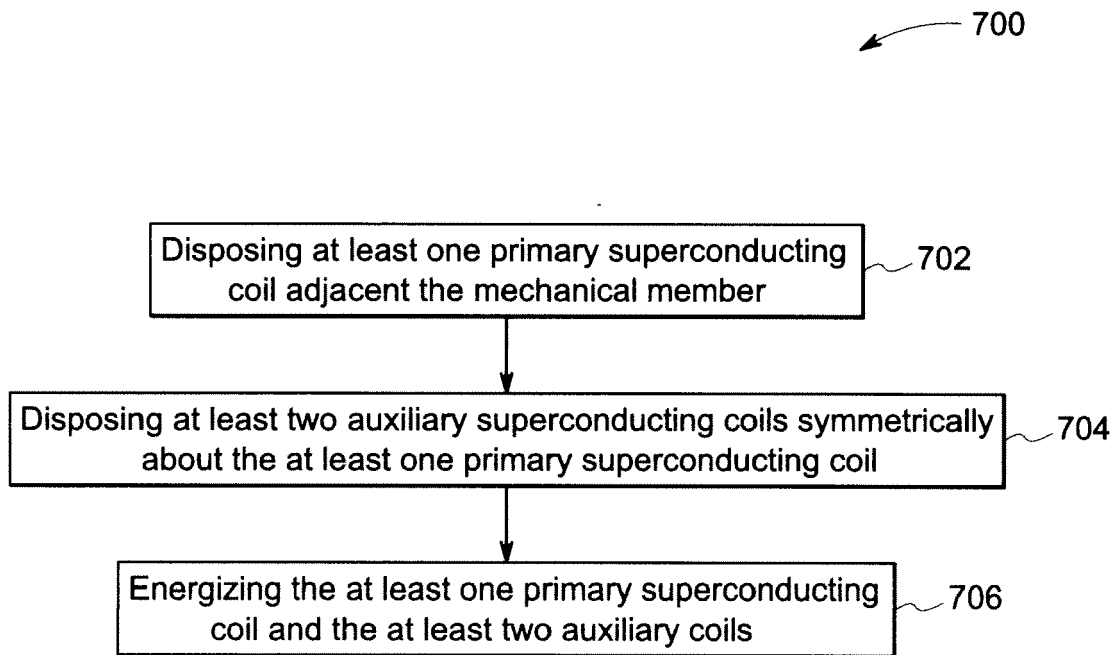 700
Disposing at least one primary superconducting
coil adjacent the mechanical member
702
Disposing at least two auxiliary superconducting coils symmetrically
about the at least one primary superconducting coil
704
Energizing the at least one primary superconducting
coil and the at least two auxiliary coils
706